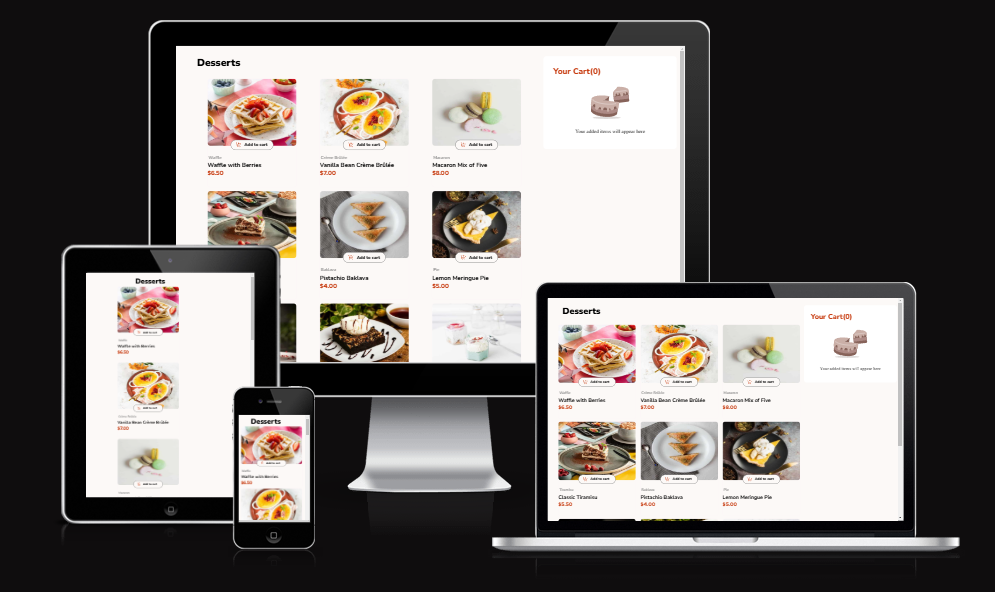 Desserts
Your Cart(0)
Your added items will appear here
Add to cart
Add to cart
Add to cart
Waffle
Crème Brûlée
Macaron
Waffle with Berries
Vanilla Bean Crème Brûlée
Macaron Mix of Five
$6.50
$7.00
$8.00
Add to cart
Add to cart
Baklava
Pie
Pistachio Baklava
Lemon Meringue Pie
$4.00
$5.00
Desserts
Add to cart
Waffle with Berries
$6.50
Add to cart
Vanilla Bean Crème Brûlée
$7.00
Add to cart
Desserts
Add to cart
Waffle with Berries
$6.50
Desserts
Your Cart(0)
Your added items will appear here
Add to cart
Add to cart
Add to cart
Waffle
Crème Brûlée
Macaron
Waffle with Berries
Vanilla Bean Crème Brûlée
Macaron Mix of Five
$6.50
$7.00
$8.00
Add to cart
Add to cart
Add to cart
Tiramisu
Baklava
Pie
Classic Tiramisu
Pistachio Baklava
Lemon Meringue Pie
$5.50
$4.00
$5.00